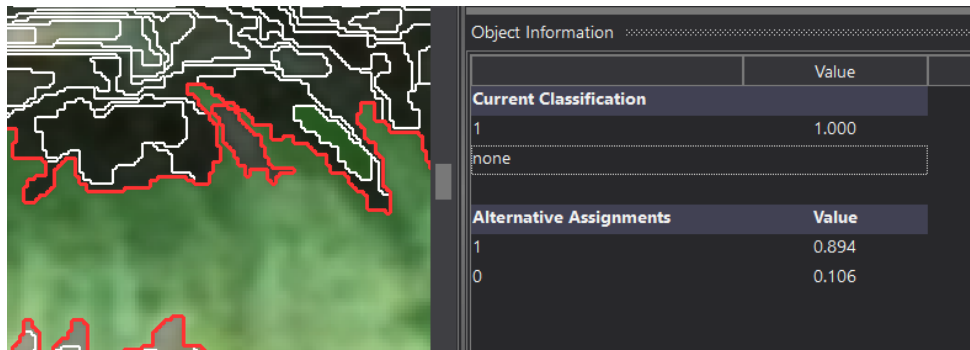 Object Information
Value
Current Classification
1 1.000
none
Alternative Assignments Value
1 0.894
0 0.106